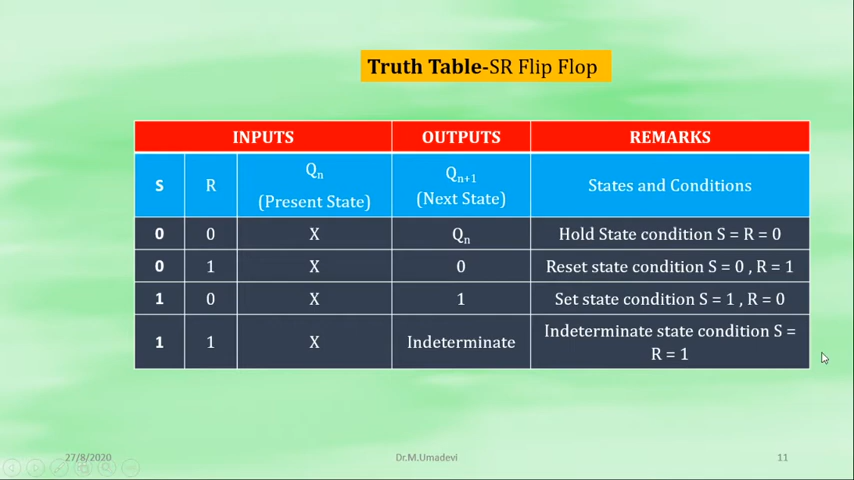 Truth Table-SR Flip Flop
INPUTS OUTPUTS REMARKS
S R Qn (Present State) Qn+1 (Next State) States and Conditions
0 0 X Qn Hold State condition S = R = 0
0 1 X 0 Reset state condition S = 0 , R = 1
1 0 X 1 Set state condition S = 1 , R = 0
1 1 X Indeterminate Indeterminate state condition S =
R = 1
27/8/2020 Dr.M.Umadevi 11